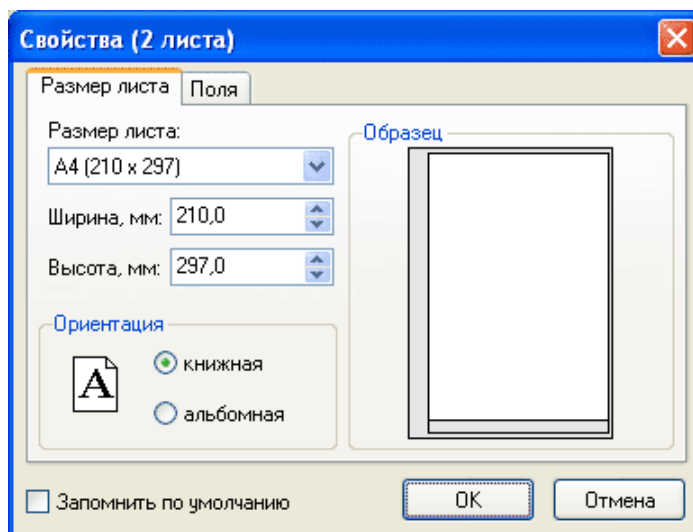 Свойства (2 листа)
Размер листа
Поля
Размер листа:
A4 (210 x 297)
Ширина, мм: 210,0
Высота, мм: 297,0
Ориентация
A
книжная
альбомная
Образец
Запомнить по умолчанию
OK
Отмена